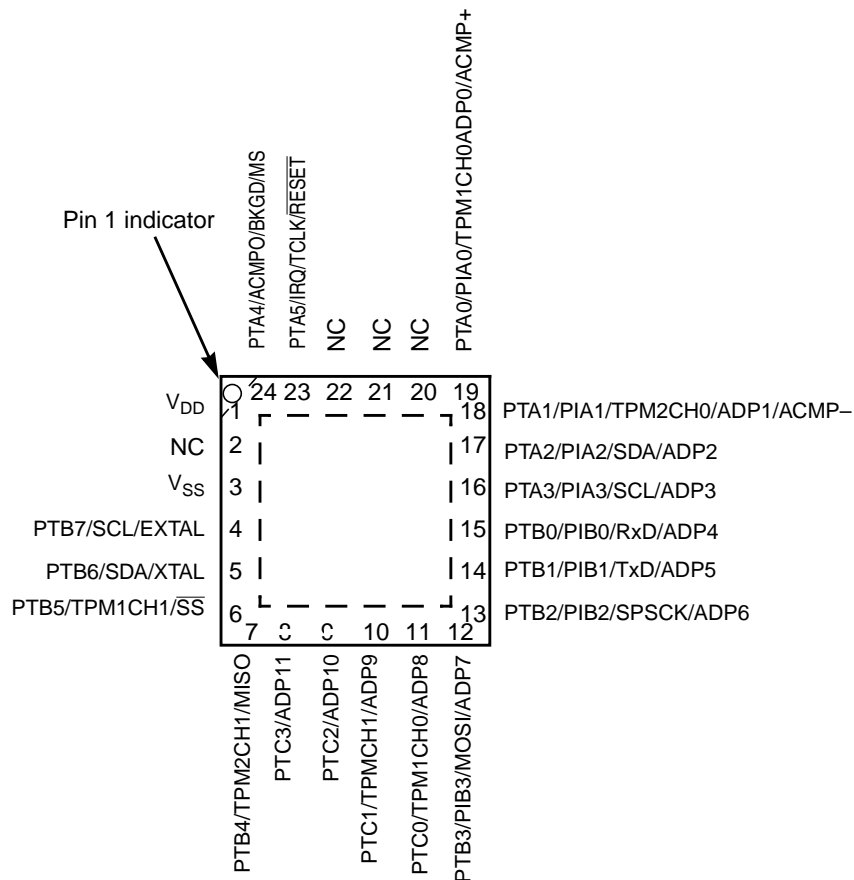 PTA4/ACMPO/BKGD/MS
PTA5/IRQ/TCLK/RESET
NC
NC
NC
PTA0/PIA0/TPM1CH0ADP0/ACMP+
Pin 1 indicator
24
23
22
21
20
19
VDD
1
18
PTA1/PIA1/TPM2CH0/ADP1/ACMP–
NC
2
17
PTA2/PIA2/SDA/ADP2
VSS
3
16
PTA3/PIA3/SCL/ADP3
PTB7/SCL/EXTAL
4
15
PTB0/PIB0/RxD/ADP4
PTB6/SDA/XTAL
5
14
PTB1/PIB1/TxD/ADP5
PTB5/TPM1CH1/SS
6
13
PTB2/PIB2/SPSCK/ADP6
7
10
11
12
PTB4/TPM2CH1/MISO
PTC3/ADP11
PTC2/ADP10
PTC1/TPMCH1/ADP9
PTC0/TPM1CH0/ADP8
PTB3/PIB3/MOSI/ADP7